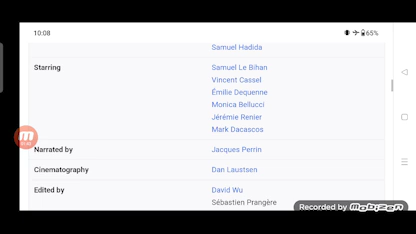 10:08
65%
Samuel Hadida
Starring Samuel Le Bihan
Vincent Cassel
Émilie Dequenne
Monica Bellucci
Jérémie Renier
Mark Dacascos
Narrated by Jacques Perrin
Cinematography Dan Laustsen
Edited by David Wu
Sébastien Prangère
Recorded by Mobizen